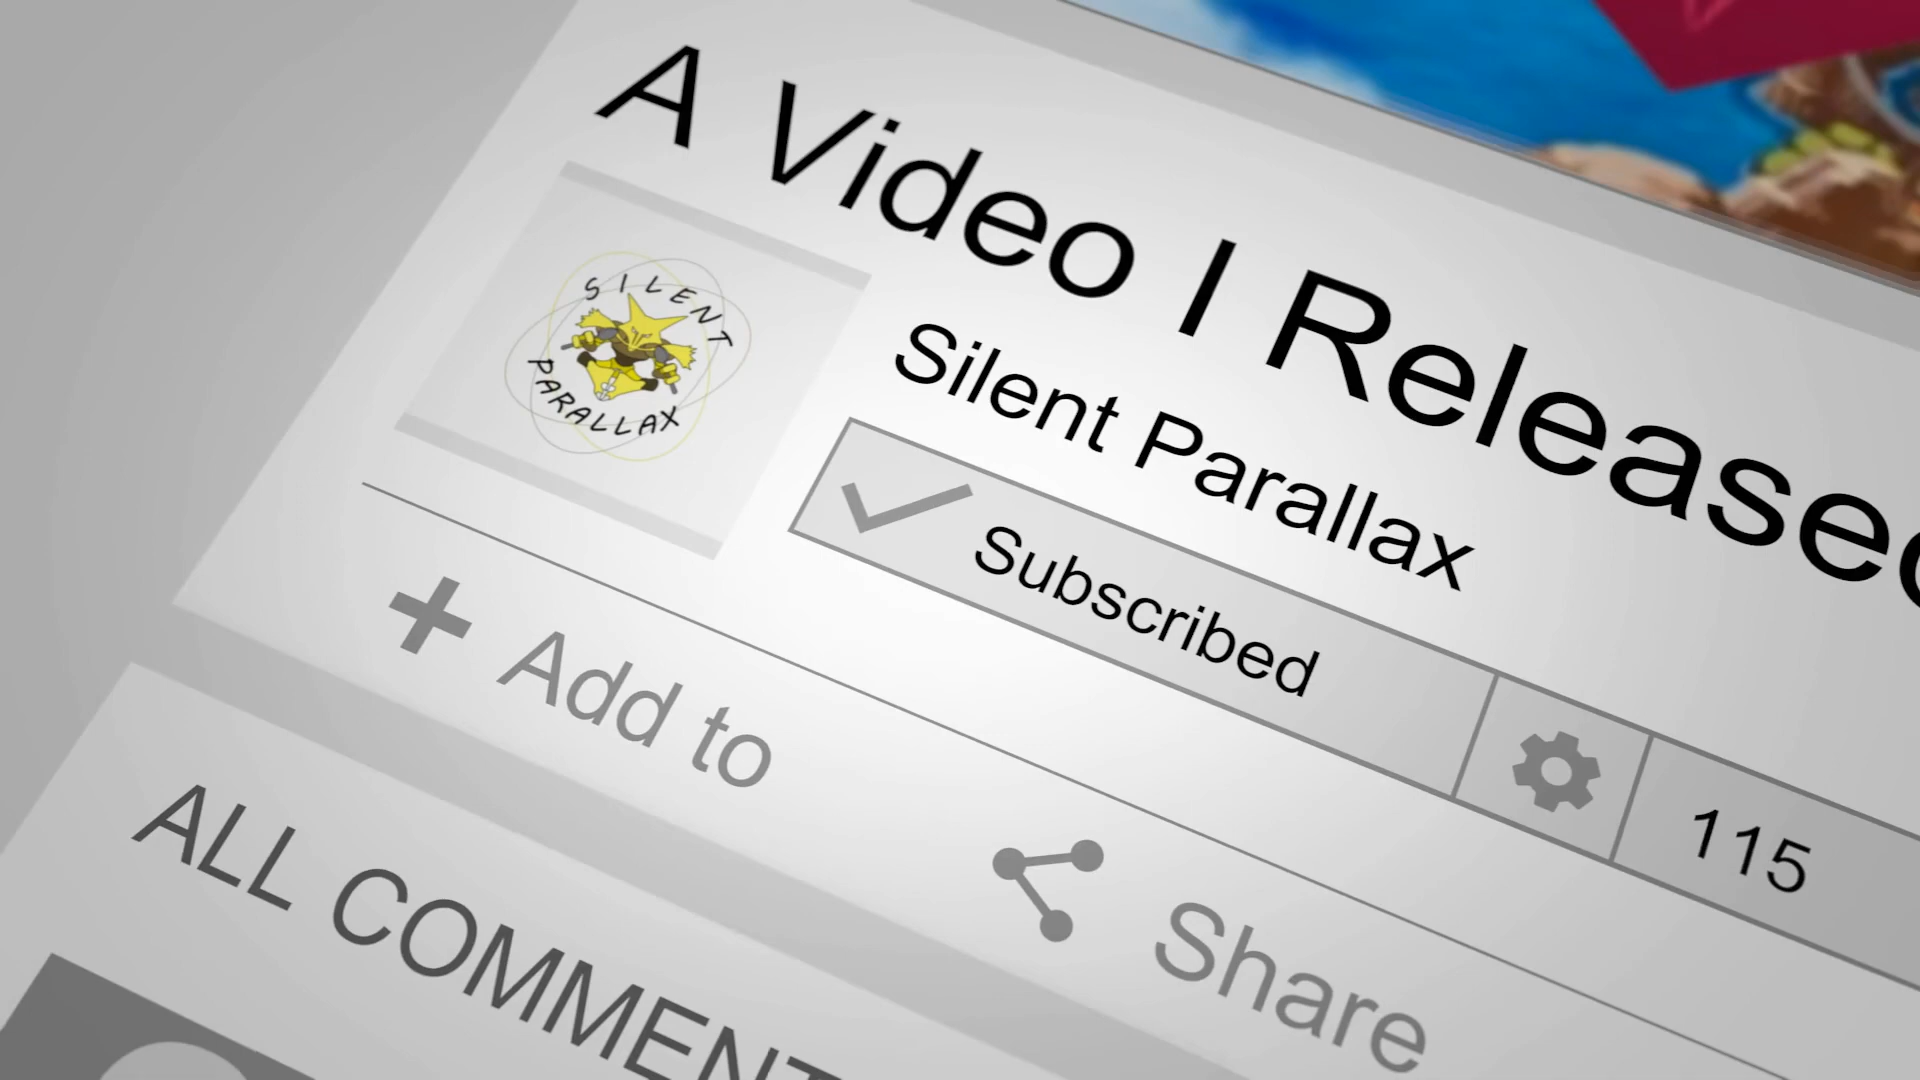 A Video I Released
SILENT
PARALLAX
Silent Parallax
Subscribed
115
Add to
Share
ALL COMMENT